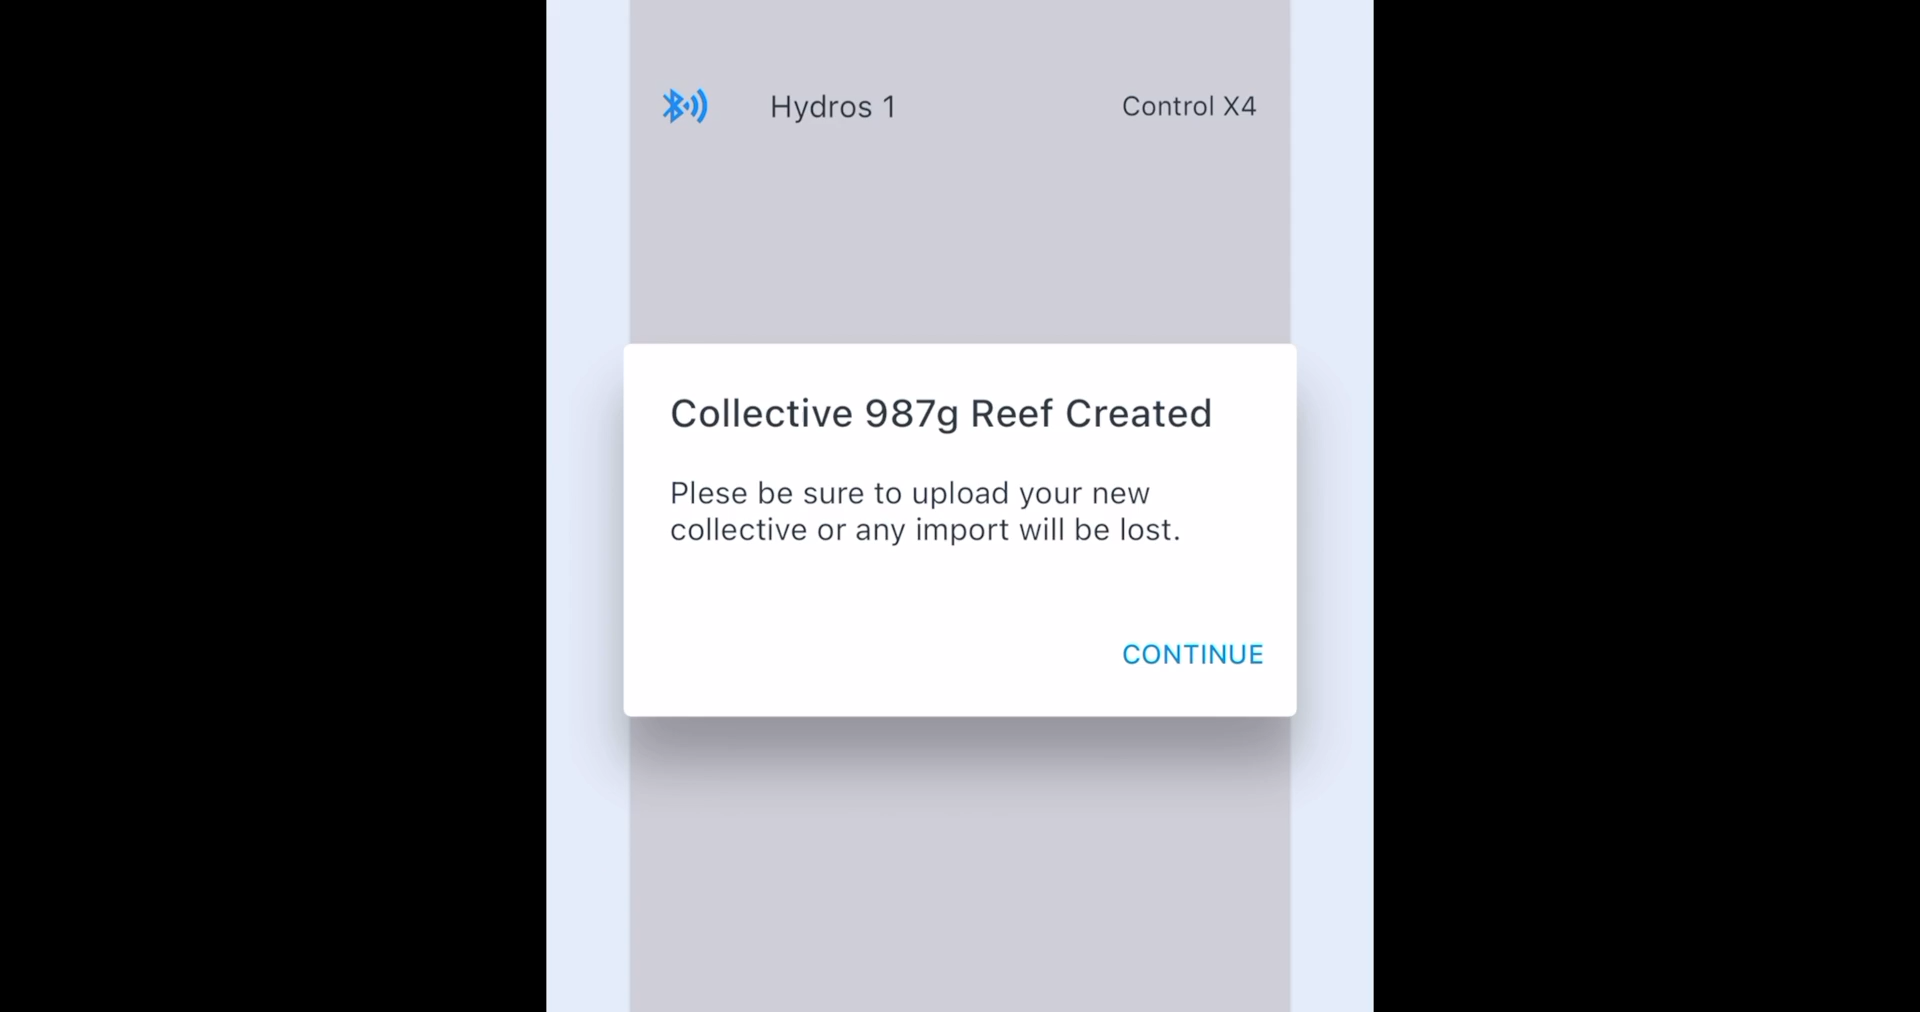 Hydros 1 Control X4
Collective 987g Reef Created
Plese be sure to upload your new
collective or any import will be lost.
CONTINUE